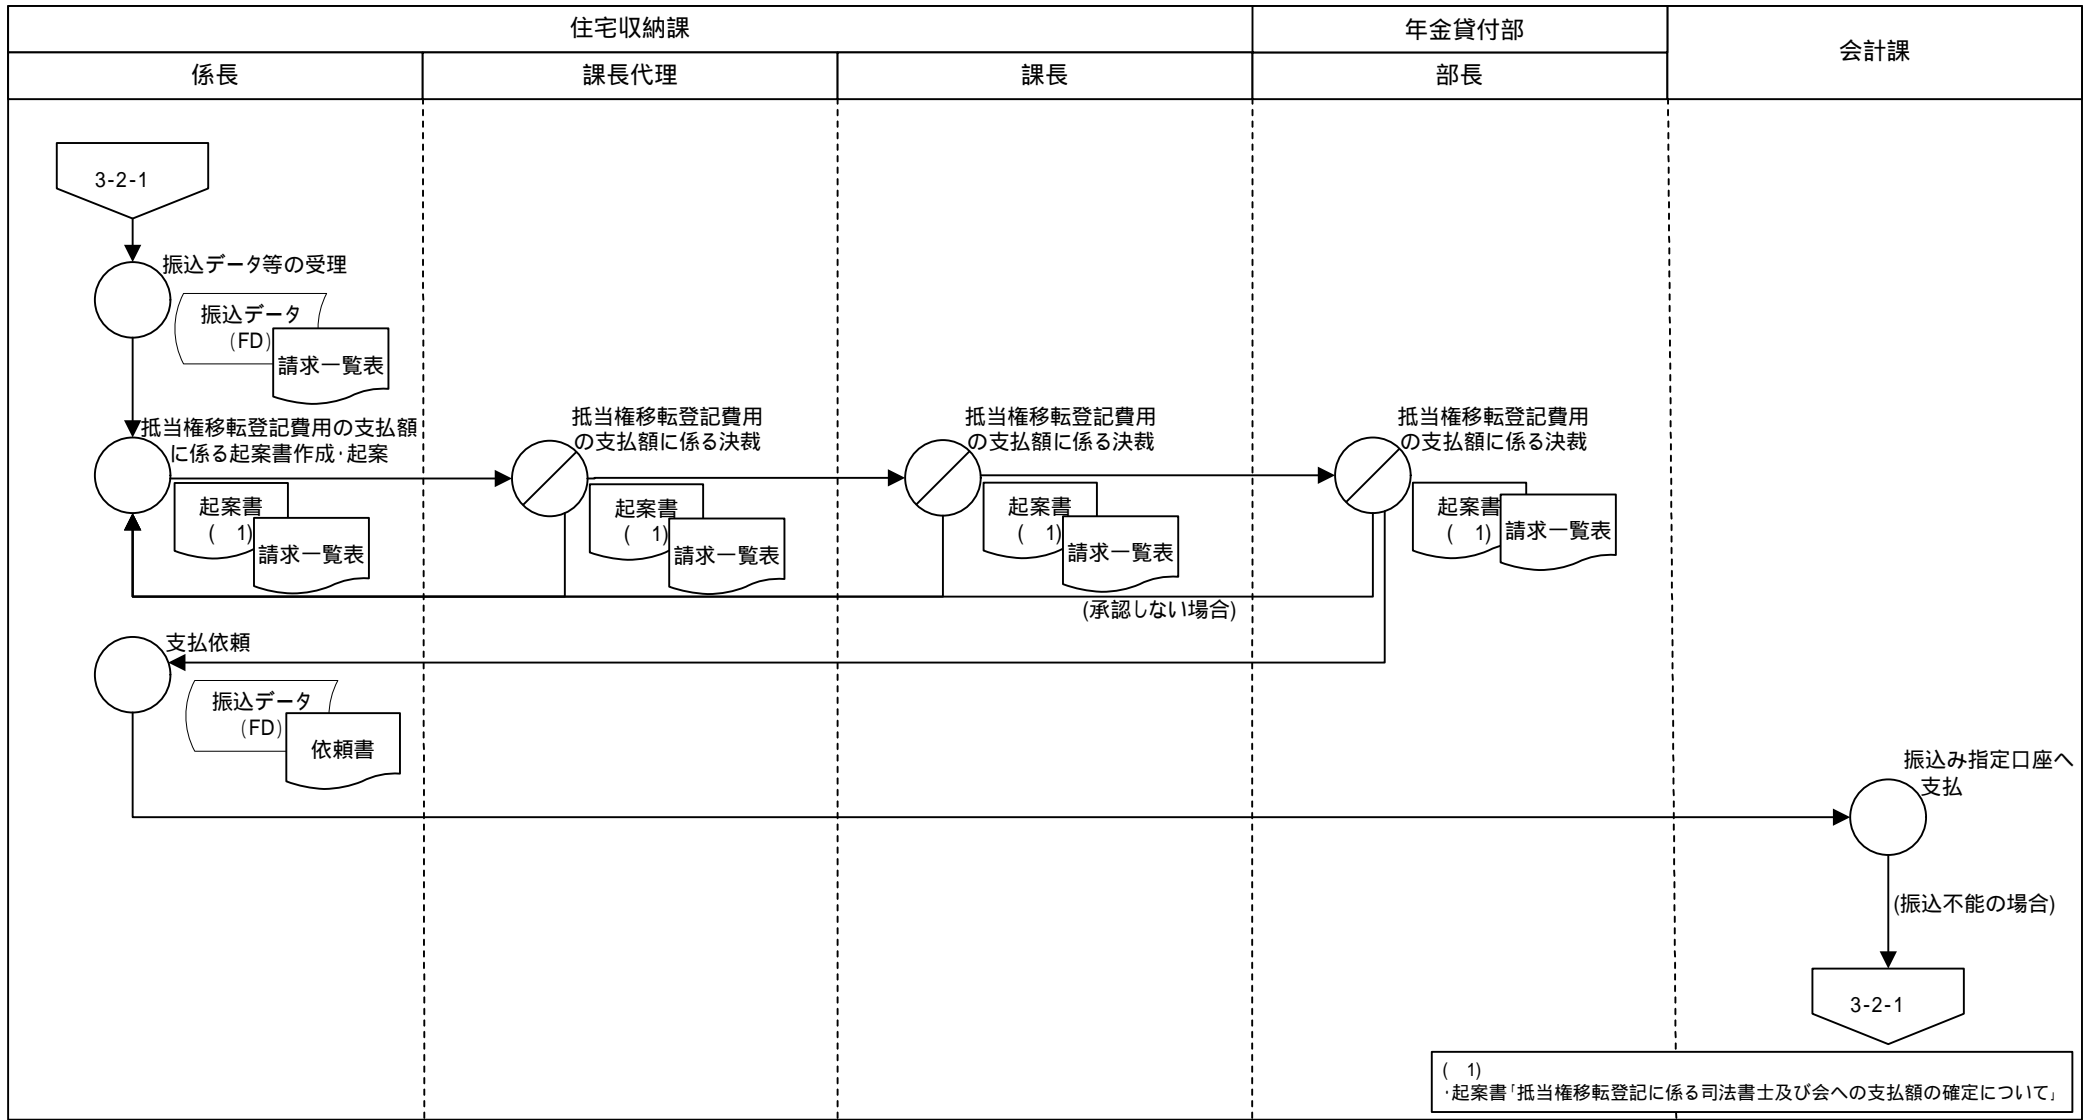 住宅収納課
年金貸付部
会計課
係長
課長代理
課長
部長
3-2-1
振込データ等の受理
振込データ
(FD)
請求一覧表
抵当権移転登記費用の支払額
に係る起案書作成・起案
起案書
(　1)
請求一覧表
抵当権移転登記費用
の支払額に係る決裁
起案書
(　1)
請求一覧表
抵当権移転登記費用
の支払額に係る決裁
起案書
(　1)
請求一覧表
抵当権移転登記費用
の支払額に係る決裁
起案書
(　1)
請求一覧表
(承認しない場合)
支払依頼
振込データ
(FD)
依頼書
振込み指定口座へ
支払
(振込不能の場合)
3-2-1
(　1)
・起案書「抵当権移転登記に係る司法書士及び会への支払額の確定について」